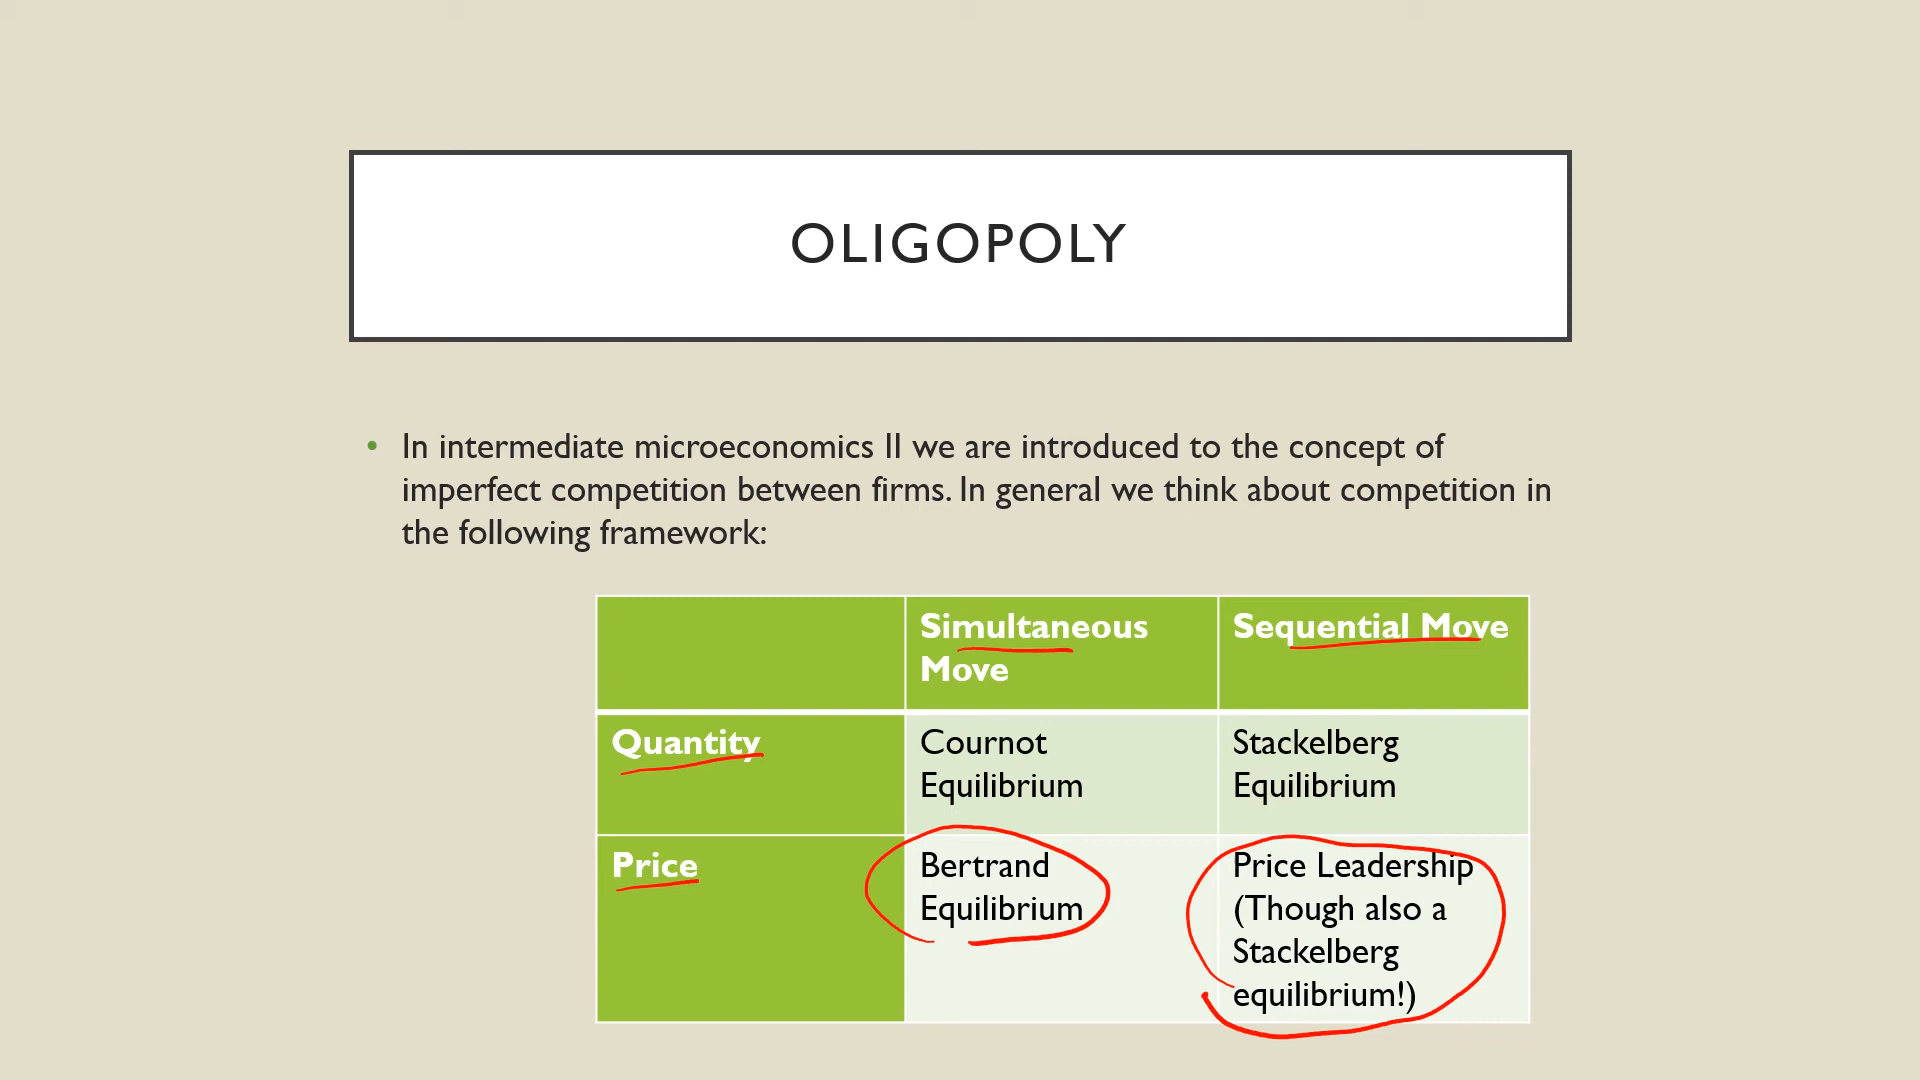 OLIGOPOLY
• In intermediate microeconomics II we are introduced to the concept of
imperfect competition between firms. In general we think about competition in
the following framework:
Simultaneous
Move
Sequential Move
Quantity
Cournot
Equilibrium
Stackelberg
Equilibrium
Price
Bertrand
Equilibrium
Price Leadership
(Though also a
Stackelberg
equilibrium!)